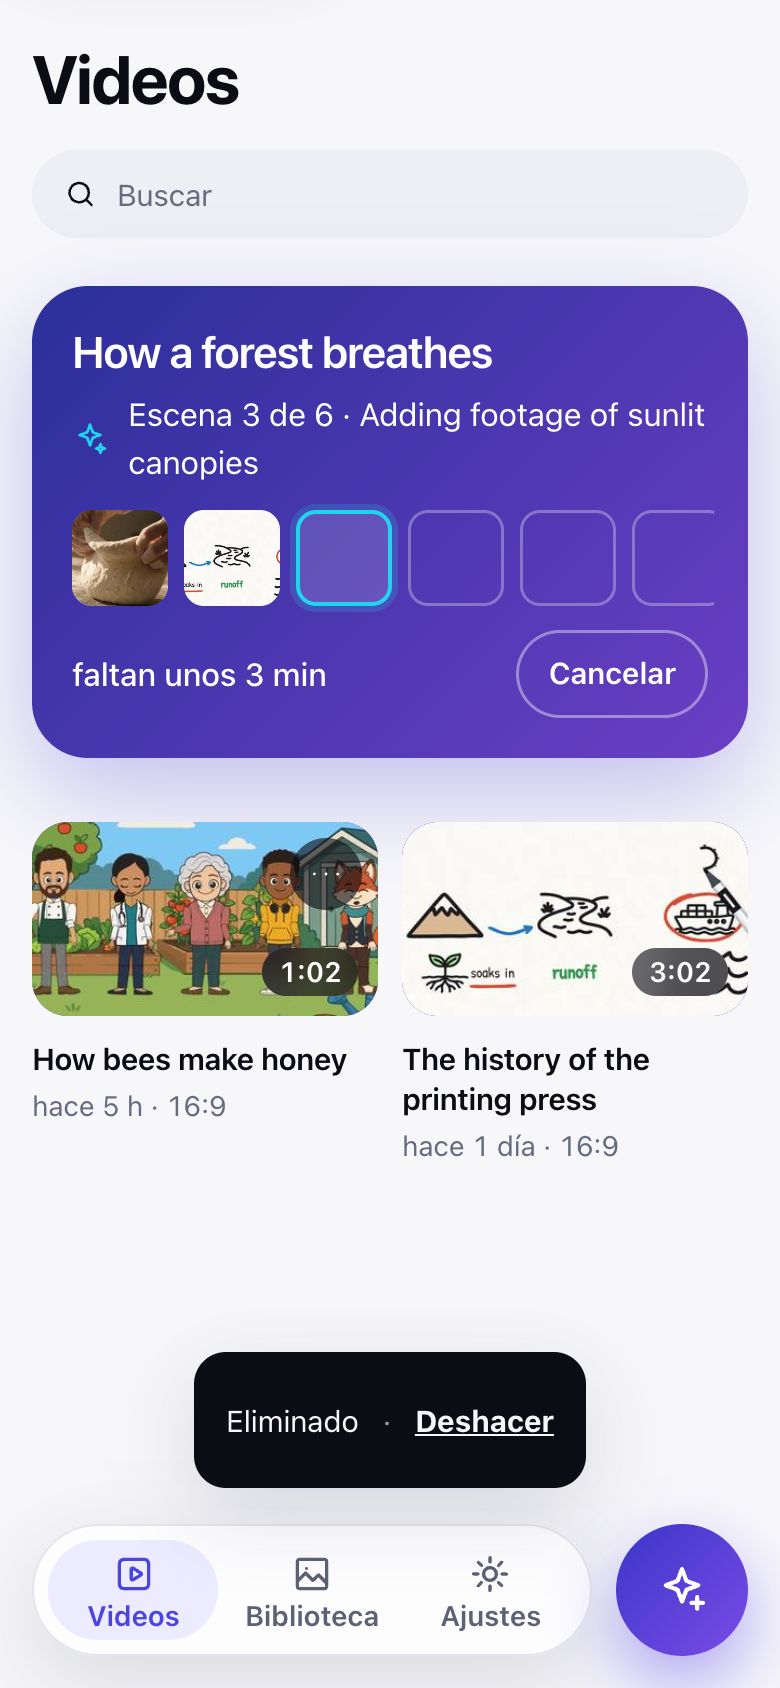 Videos
Buscar
How a forest breathes
Escena 3 de 6 · Adding footage of sunlit
canopies
runoff
faltan unos 3 min
Cancelar
1:02
soaks in
runoff
3:02
How bees make honey
hace 5 h · 16:9
The history of the
printing press
hace 1 día · 16:9
Eliminado · Deshacer
Videos
Biblioteca
Ajustes